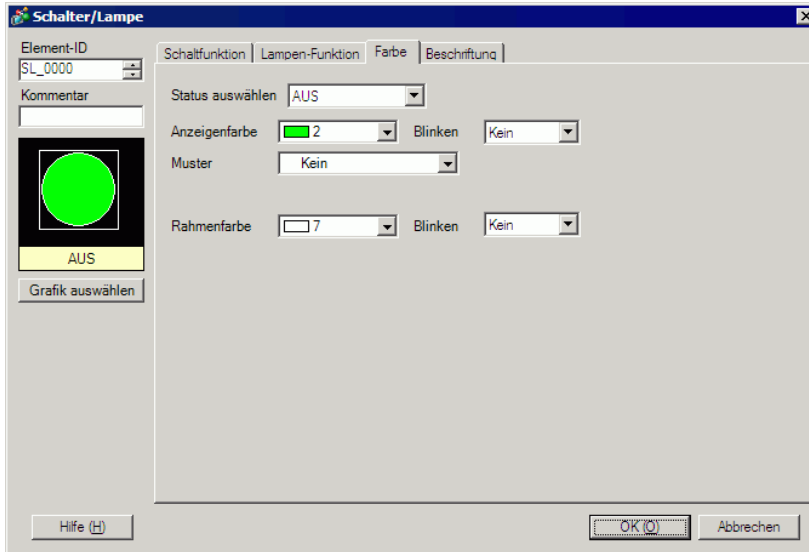 Schalter/Lampe
Element-ID
SL_0000
Kommentar
AUS
Grafik auswählen
Schaltfunktion Lampen-Funktion Farbe Beschriftung
Status auswählen AUS
Anzeigenfarbe 2 Blinken Kein
Muster Kein
Rahmenfarbe 7 Blinken Kein
Hilfe (H) OK (O) Abbrechen